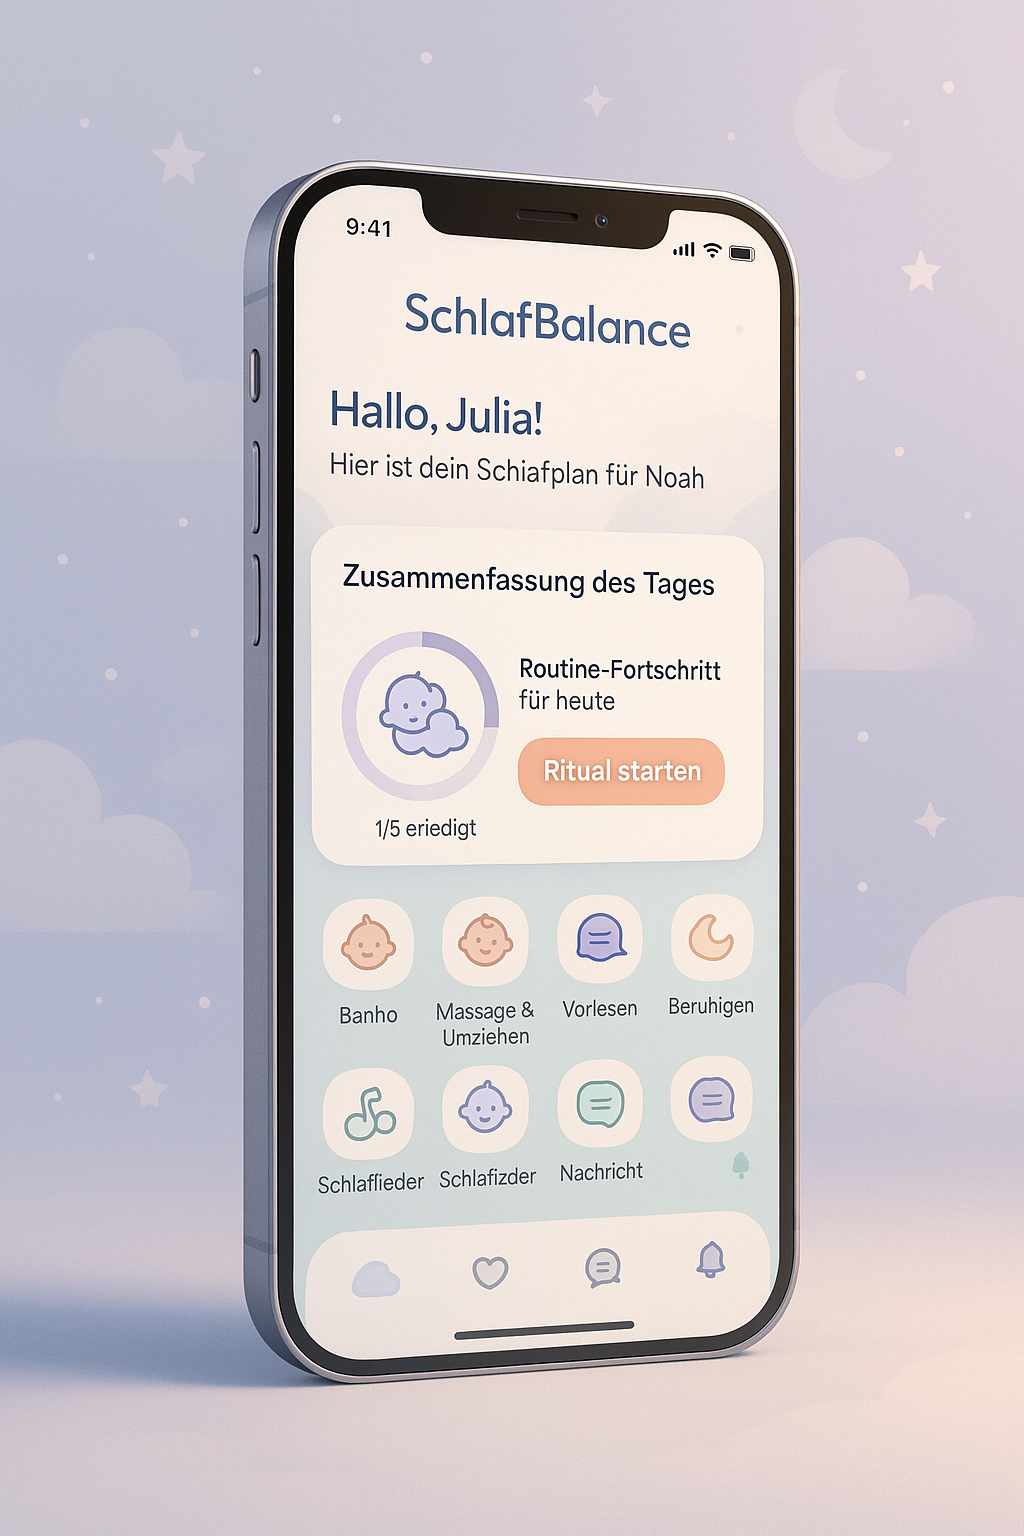 9:41
SchlafBalance
Hallo, Julia!
Hier ist dein Schiafplan für Noah
Zusammenfassung des Tages
Routine-Fortschritt
für heute
Ritual starten
1/5 eriedigt
Banho
Massage &
Umziehen
Vorlesen
Beruhigen
Schlaflieder
Schlafizder
Nachricht